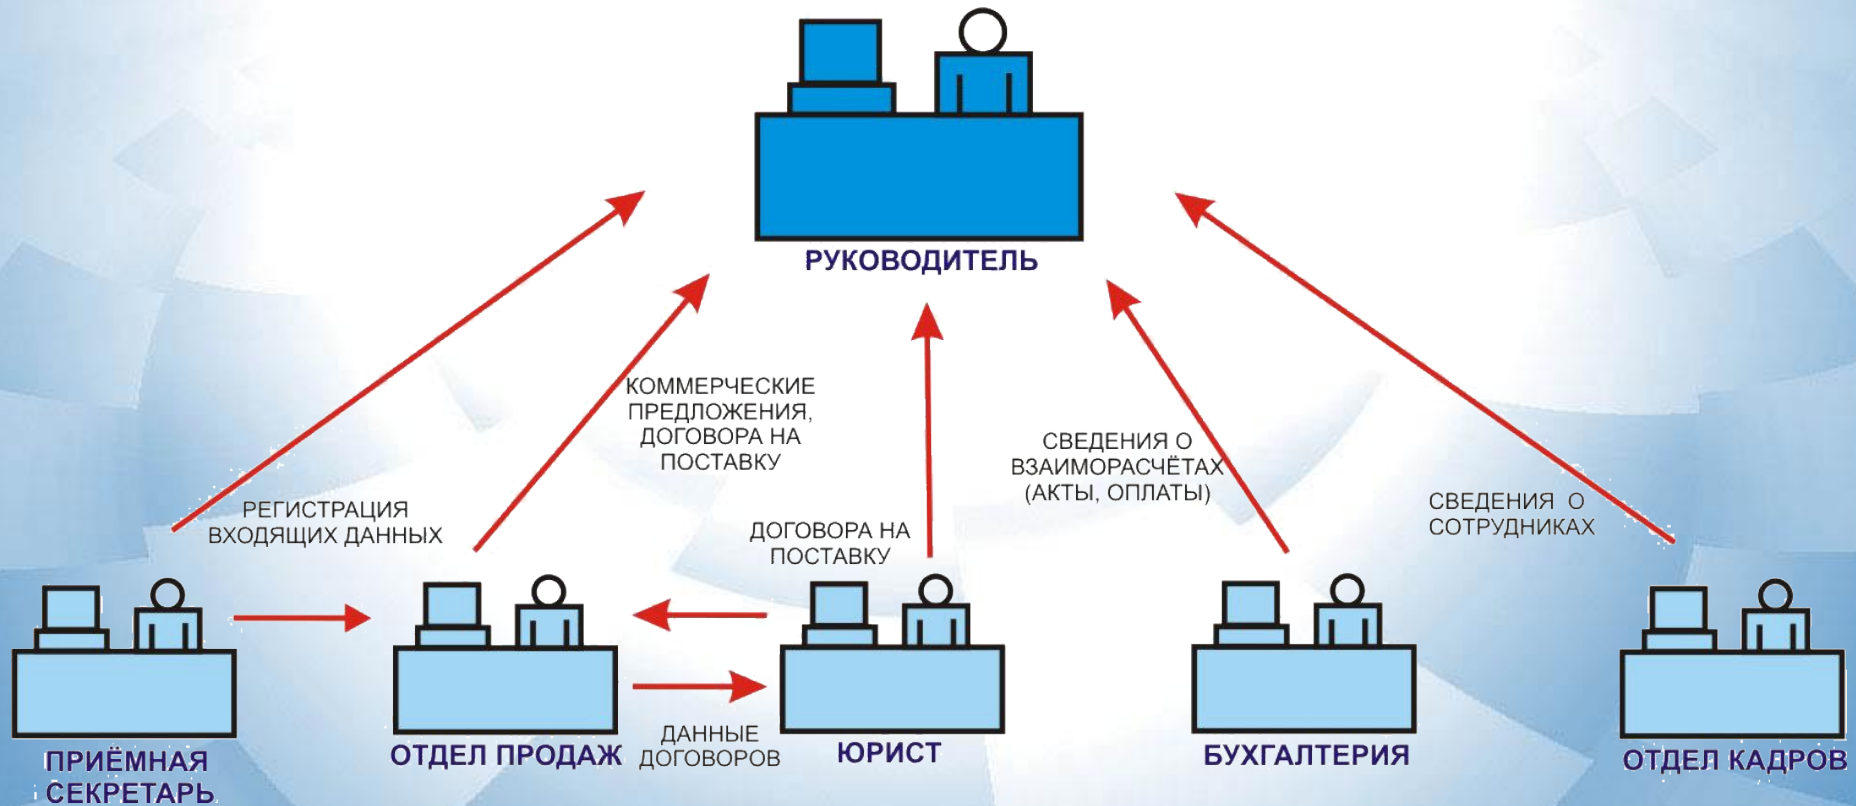 РУКОВОДИТЕЛЬ
КОММЕРЧЕСКИЕ
ПРЕДЛОЖЕНИЯ,
ДОГОВОРА НА
ПОСТАВКУ
СВЕДЕНИЯ О
ВЗАИМОРАСЧЁТАХ
(АКТЫ, ОПЛАТЫ)
РЕГИСТРАЦИЯ
ВХОДЯЩИХ ДАННЫХ
ДОГОВОРА НА
ПОСТАВКУ
СВЕДЕНИЯ О
СОТРУДНИКАХ
ПРИЁМНАЯ
СЕКРЕТАРЬ
ОТДЕЛ ПРОДАЖ
ДАННЫЕ
ДОГОВОРОВ
ЮРИСТ
БУХГАЛТЕРИЯ
ОТДЕЛ КАДРОВ